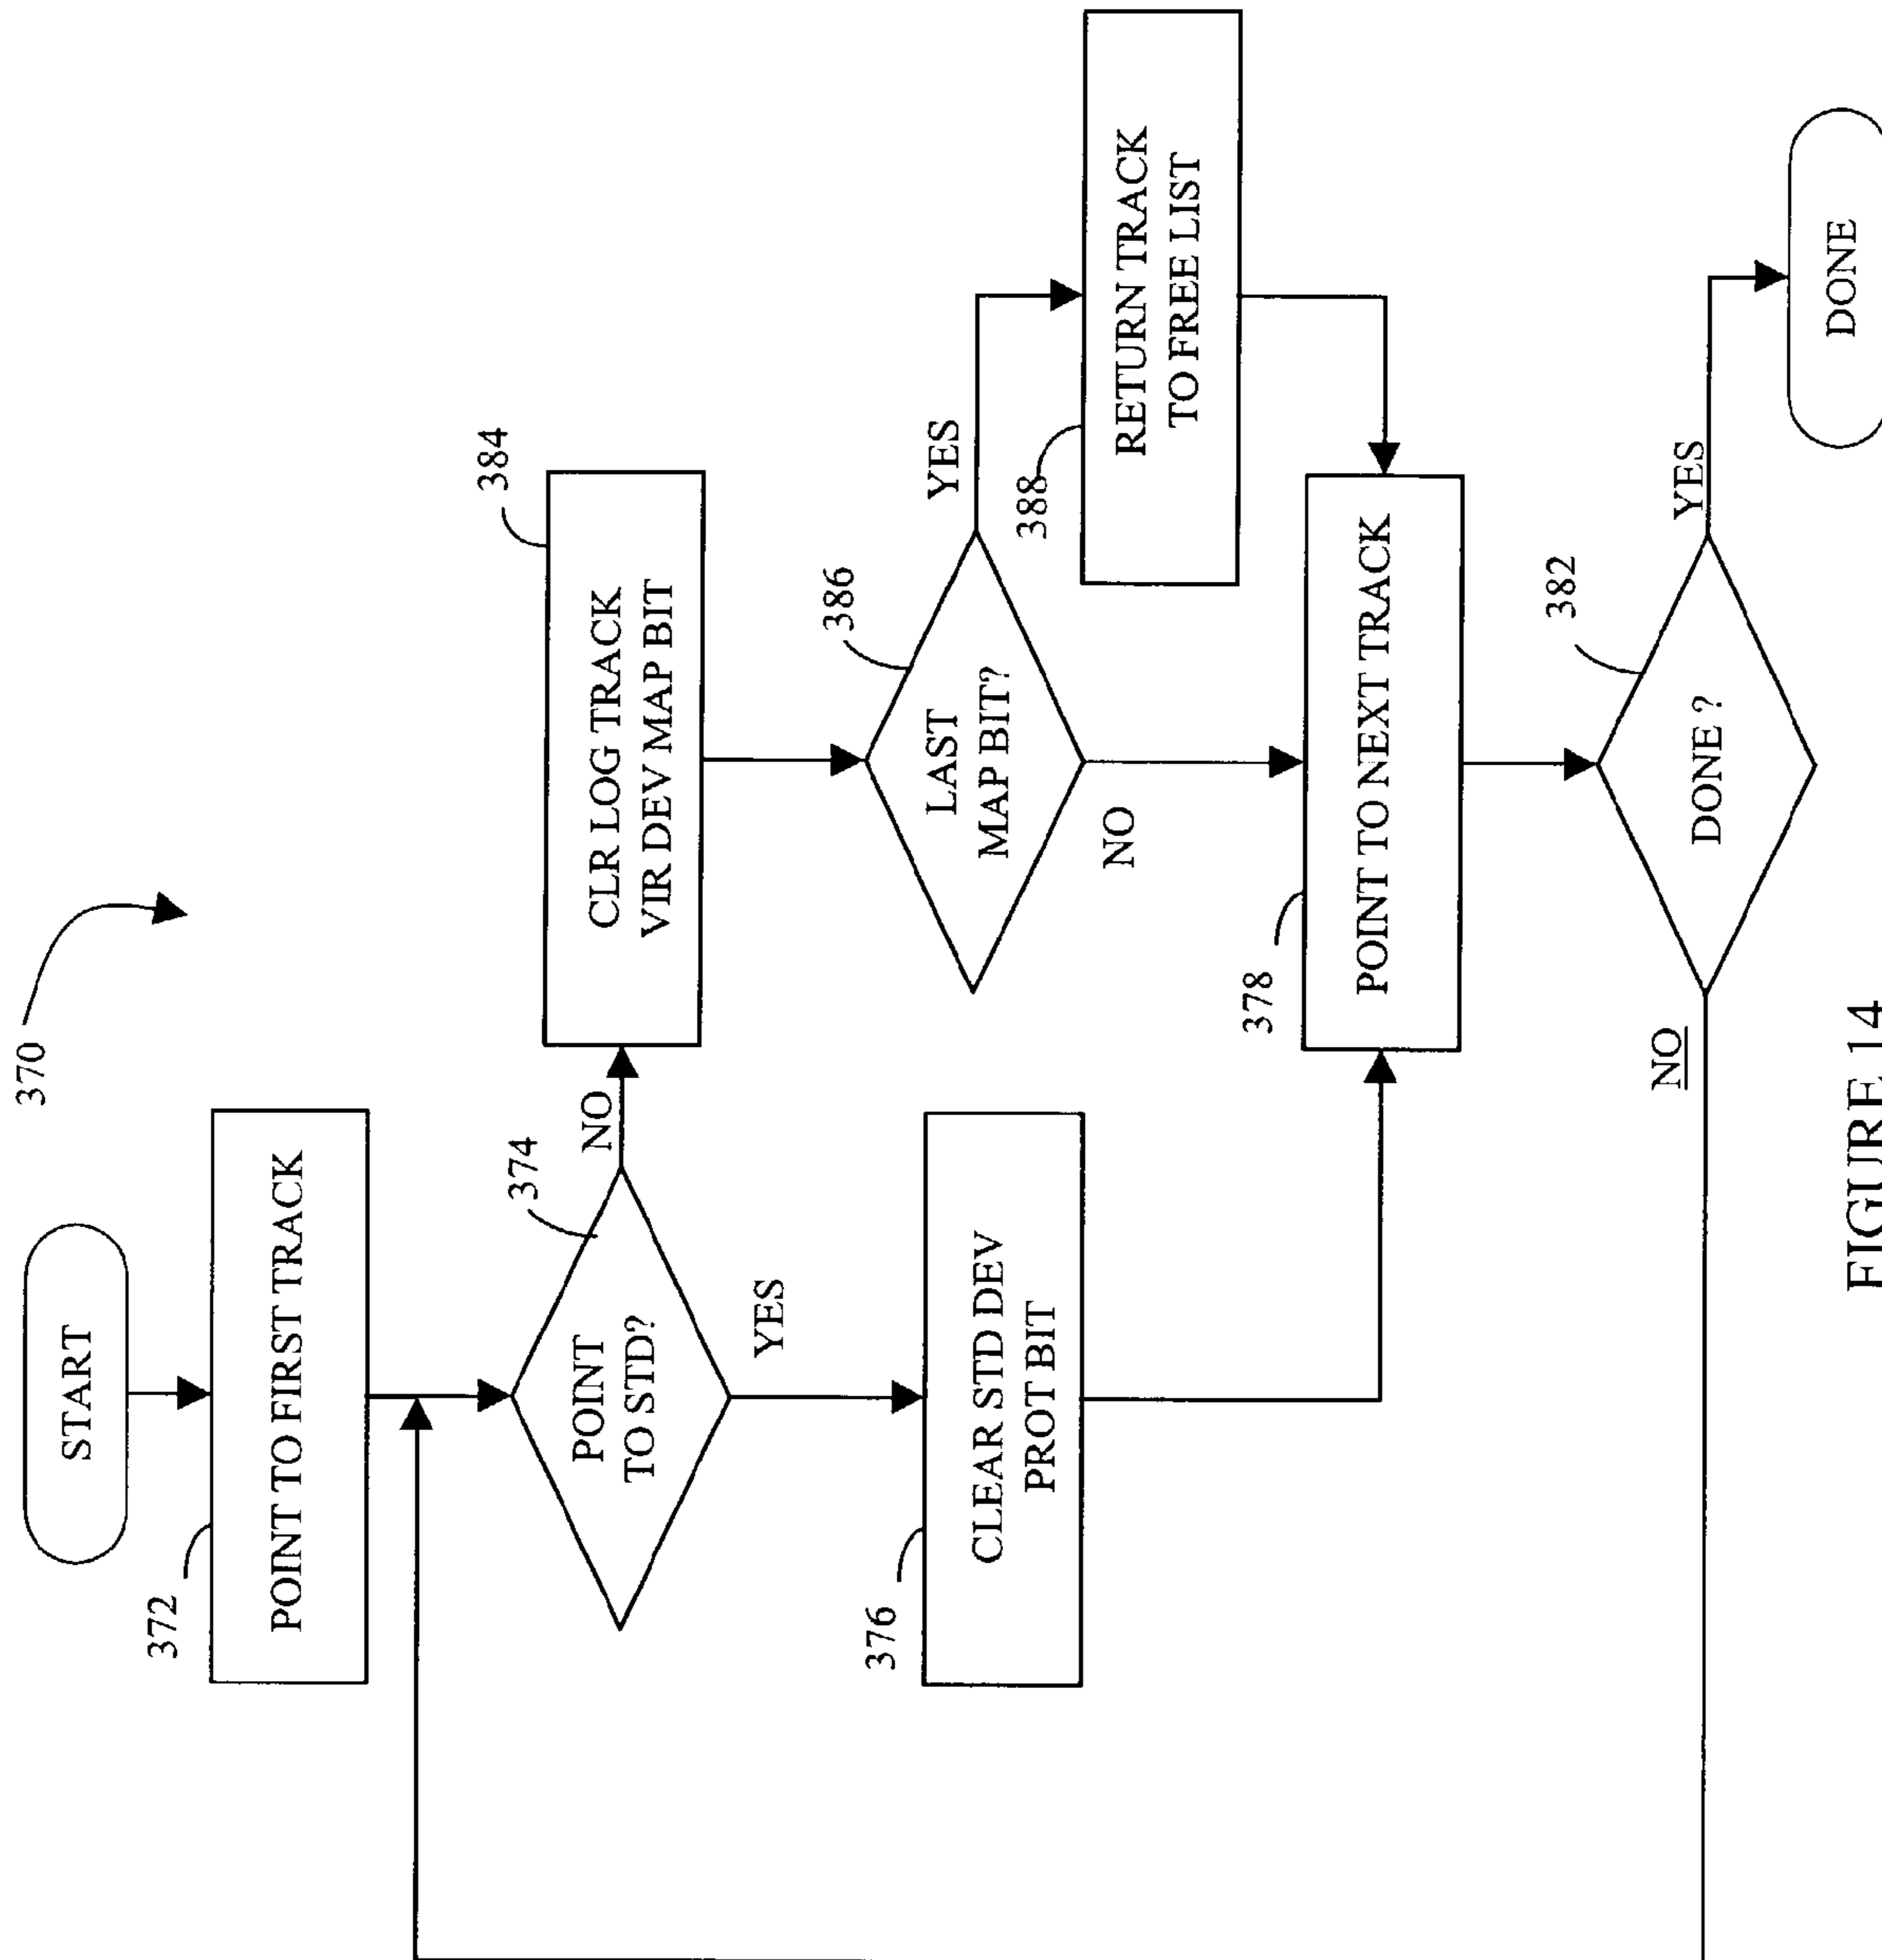 370
START
372
POINT TO FIRST TRACK
374
POINT
TO STD?
NO
YES
384
CLR LOG TRACK
VIR DEV MAP BIT
376
CLEAR STD DEV
PROT BIT
386
LAST
MAP BIT?
YES
NO
388
RETURN TRACK
TO FREE LIST
378
POINT TO NEXT TRACK
382
DONE ?
NO
YES
DONE
FIGURE 14